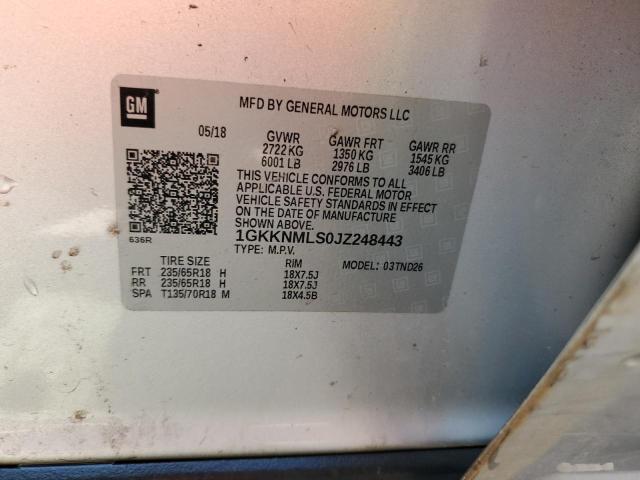 GM
MFD BY GENERAL MOTORS LLC
05/18 GVWR GAWR FRT GAWR RR
2722 KG 1350 KG 1545 KG
6001 LB 2976 LB 3406 LB
THIS VEHICLE CONFORMS TO ALL
APPLICABLE U.S. FEDERAL MOTOR
VEHICLE SAFETY STANDARDS IN EFFECT
ON THE DATE OF MANUFACTURE
SHOWN ABOVE.
636R
1GKKNMLS0JZ248443
TYPE: M.P.V.
TIRE SIZE RIM MODEL: 03TND26
FRT 235/65R18 H 18X7.5J
RR 235/65R18 H 18X7.5J
SPA T135/70R18 M 18X4.5B